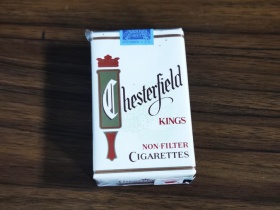 Chesterfield
KINGS
NON-FILTER
CIGARETTES